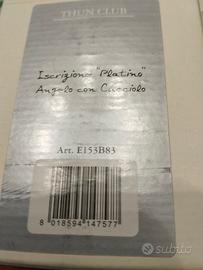 THUN CLUB
Iscrizione "Platino"
Angelo con Cucciolo
Art. E153B83
8 018594 147577
subito